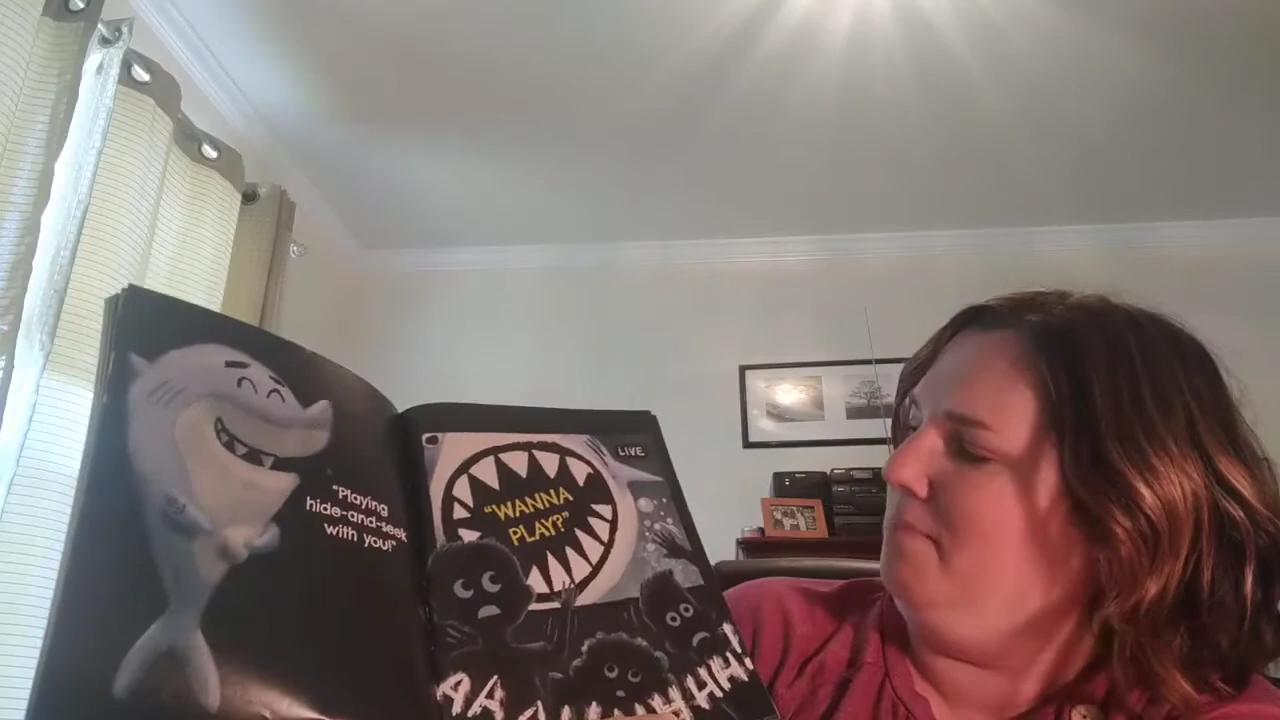 "Playing
hide-and-seek
with you!"
LIVE
"WANNA
PLAY?"